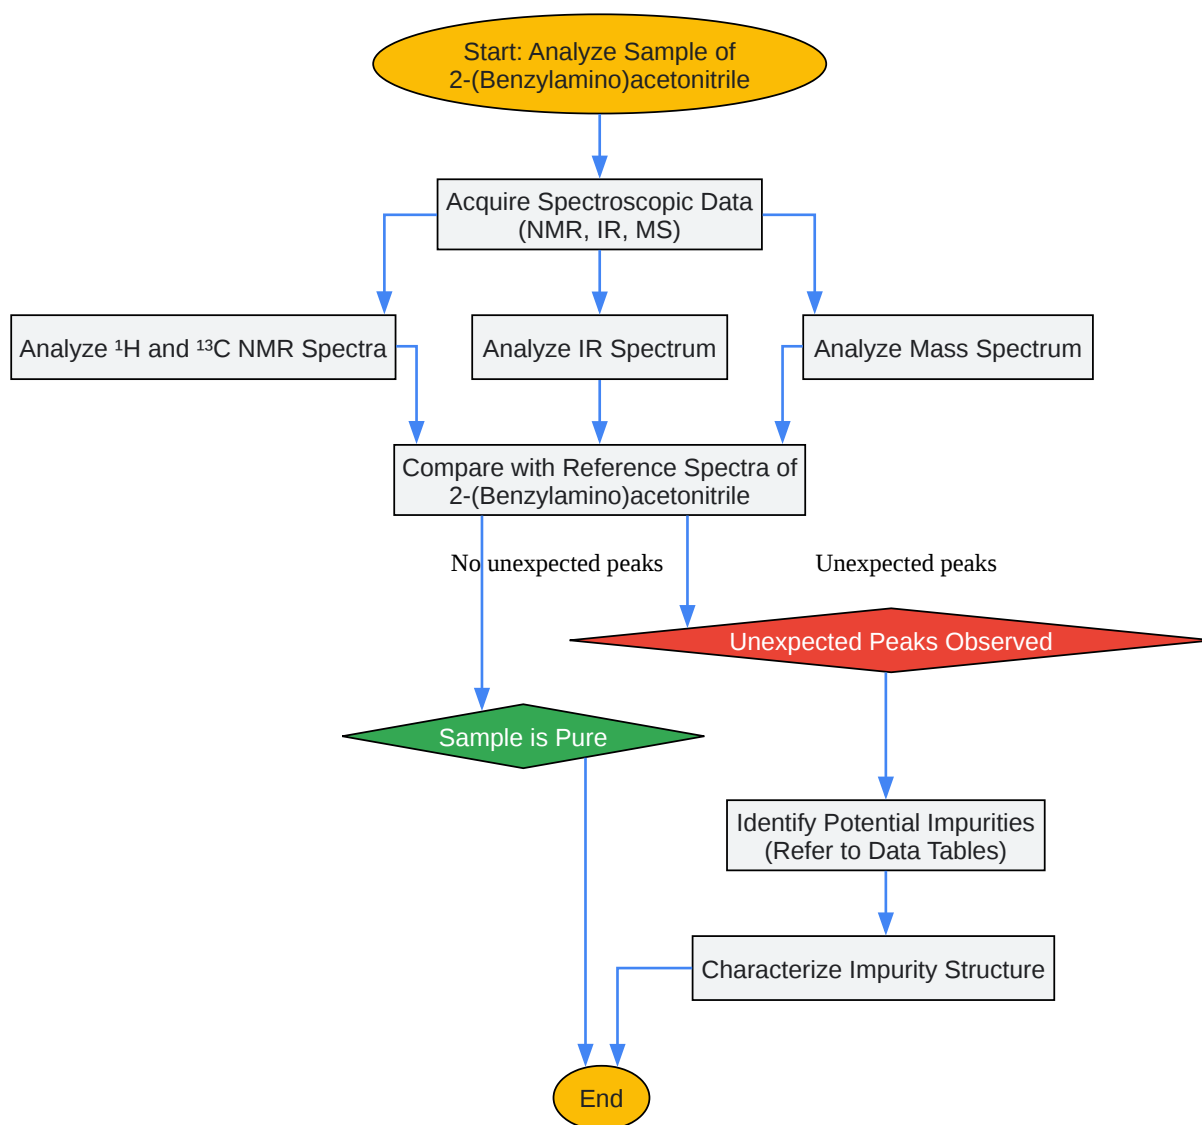 Start: Analyze Sample of
2-(Benzylamino)acetonitrile
Acquire Spectroscopic Data
(NMR, IR, MS)
Analyze ¹H and ¹³C NMR Spectra
Analyze IR Spectrum
Analyze Mass Spectrum
Compare with Reference Spectra of
2-(Benzylamino)acetonitrile
No unexpected peaks
Unexpected peaks
Unexpected Peaks Observed
Sample is Pure
Identify Potential Impurities
(Refer to Data Tables)
Characterize Impurity Structure
End